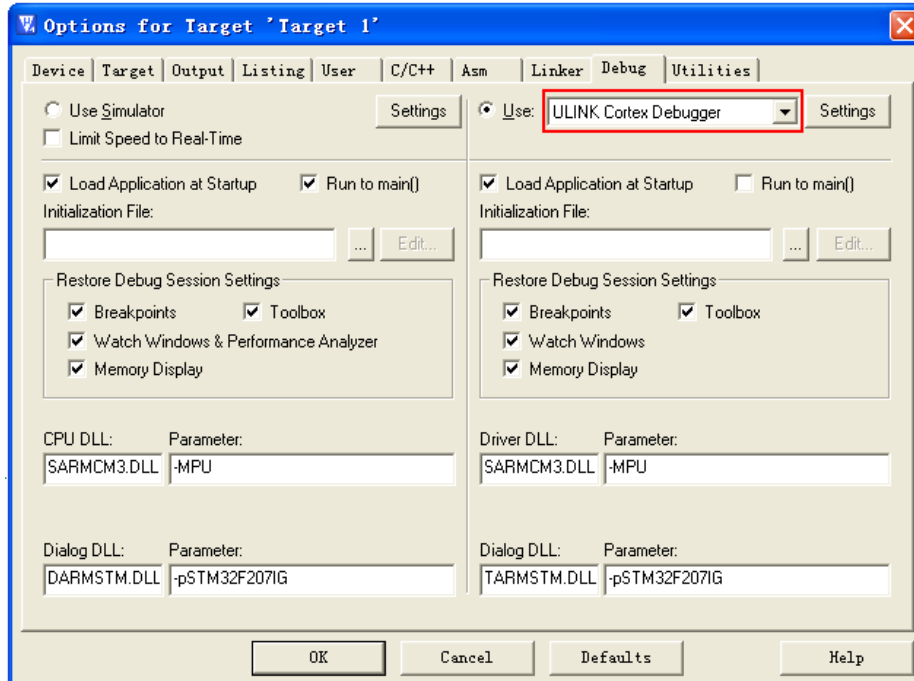 Options for Target 'Target 1'
Device Target Output Listing User C/C++ Asm Linker Debug Utilities
Use Simulator Settings
Limit Speed to Real-Time
Use: ULINK Cortex Debugger Settings
Load Application at Startup Run to main()
Initialization File:
... Edit...
Restore Debug Session Settings
Breakpoints Toolbox
Watch Windows & Performance Analyzer
Memory Display
CPU DLL: Parameter:
SARMCM3.DLL -MPU
Dialog DLL: Parameter:
DARMSTM.DLL -pSTM32F207IG
Load Application at Startup Run to main()
Initialization File:
... Edit...
Restore Debug Session Settings
Breakpoints Toolbox
Watch Windows
Memory Display
Driver DLL: Parameter:
SARMCM3.DLL -MPU
Dialog DLL: Parameter:
TARMSTM.DLL -pSTM32F207IG
OK Cancel Defaults Help